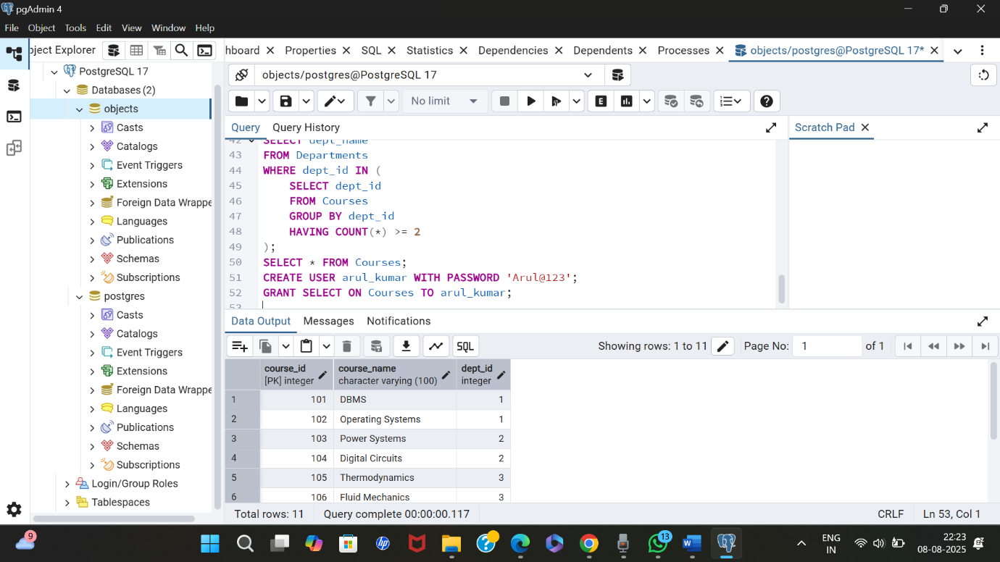 pgAdmin 4
File Object Tools Edit View Window Help
bject Explorer
hboard Properties SQL Statistics Dependencies Dependents Processes objects/postgres@PostgreSQL 17*
PostgreSQL 17
Databases (2)
objects
Casts
Catalogs
Event Triggers
Extensions
Foreign Data Wrappe
Languages
Publications
Schemas
Subscriptions
postgres
Casts
Catalogs
Event Triggers
Extensions
Foreign Data Wrappe
Languages
Publications
Schemas
Subscriptions
Login/Group Roles
Tablespaces
objects/postgres@PostgreSQL 17
No limit
E
Query Query History
Scratch Pad
42 SELECT dept_name
43 FROM Departments
44 WHERE dept_id IN (
45 SELECT dept_id
46 FROM Courses
47 GROUP BY dept_id
48 HAVING COUNT(*) >= 2
49 );
50 SELECT * FROM Courses;
51 CREATE USER arul_kumar WITH PASSWORD 'Arul@123';
52 GRANT SELECT ON Courses TO arul_kumar;
53
Data Output Messages Notifications
SQL Showing rows: 1 to 11 Page No: 1 of 1
course_id course_name dept_id
[PK] integer character varying (100) integer
1 101 DBMS 1
2 102 Operating Systems 1
3 103 Power Systems 2
4 104 Digital Circuits 2
5 105 Thermodynamics 3
6 106 Fluid Mechanics 3
Total rows: 11 Query complete 00:00:00.117 CRLF Ln 53, Col 1
9
hp
13
ENG
IN
22:23
08-08-2025